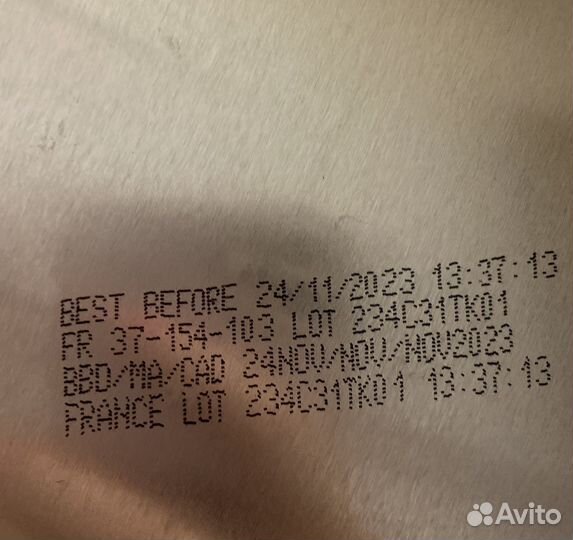 BEST BEFORE 24/11/2023 13:37:13
FR 37-154-103 LOT 234C31TK01
BBD/MA/CAD 24NOV/NOV/NOV2023
FRANCE LOT 234C31TK01 13:37:13
Avito